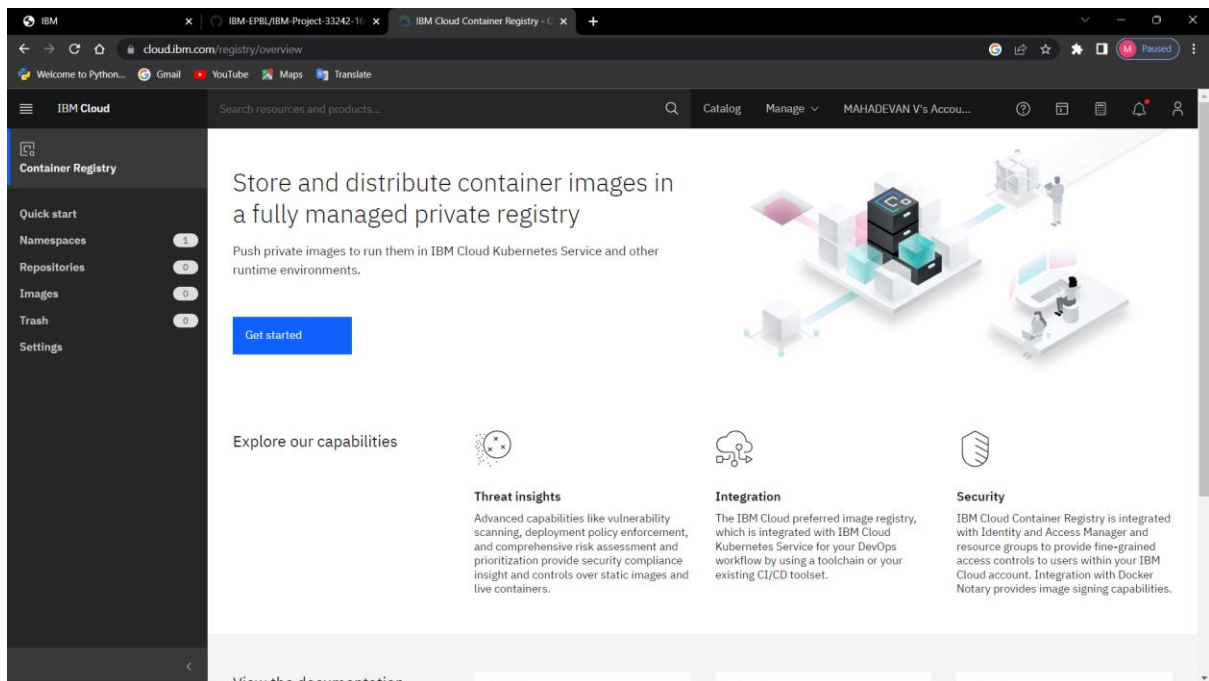 IBM
IBM-EPBL/IBM-Project-33242-16
IBM Cloud Container Registry - C
cloud.ibm.com/registry/overview
Paused
Welcome to Python...
Gmail
YouTube
Maps
Translate
IBM Cloud
Search resources and products...
Catalog
Manage
MAHADEVAN V's Accou...
Container Registry
Quick start
Namespaces 1
Repositories 0
Images 0
Trash 0
Settings
Store and distribute container images in
a fully managed private registry
Push private images to run them in IBM Cloud Kubernetes Service and other
runtime environments.
Get started
Explore our capabilities
Threat insights
Advanced capabilities like vulnerability
scanning, deployment policy enforcement,
and comprehensive risk assessment and
prioritization provide security compliance
insight and controls over static images and
live containers.
Integration
The IBM Cloud preferred image registry,
which is integrated with IBM Cloud
Kubernetes Service for your DevOps
workflow by using a toolchain or your
existing CI/CD toolset.
Security
IBM Cloud Container Registry is integrated
with Identity and Access Manager and
resource groups to provide fine-grained
access controls to users within your IBM
Cloud account. Integration with Docker
Notary provides image signing capabilities.
View the documentation